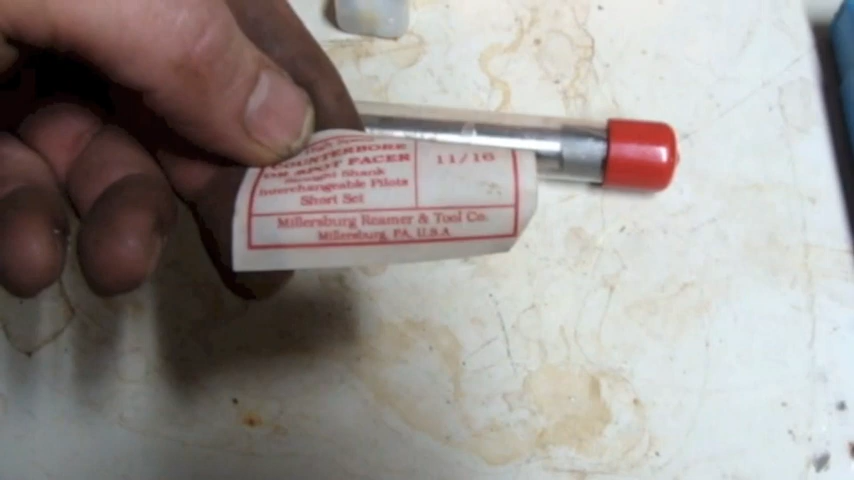 COUNTERBORE
OR SPOT FACER
Straight Shank
Interchangeable Pilots
Short Set
11/16
Millersburg Reamer & Tool Co.
Millersburg, PA, U.S.A.